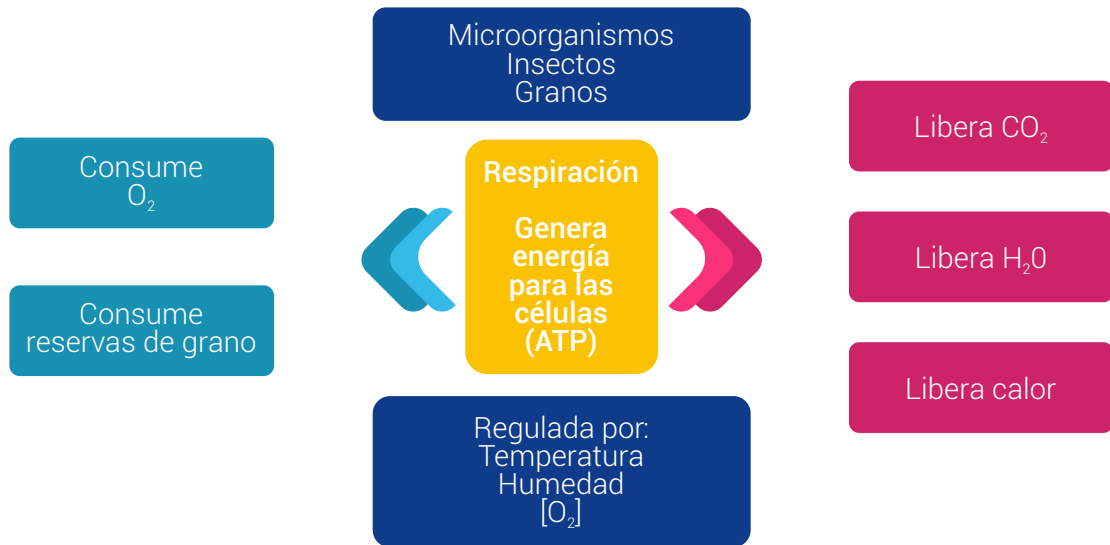 Microorganismos
Insectos
Granos
Consume
O₂
Consume
reservas de grano
Respiración
Genera
energía
para las
células
(ATP)
Libera CO₂
Libera H₂0
Libera calor
Regulada por:
Temperatura
Humedad
[O₂]